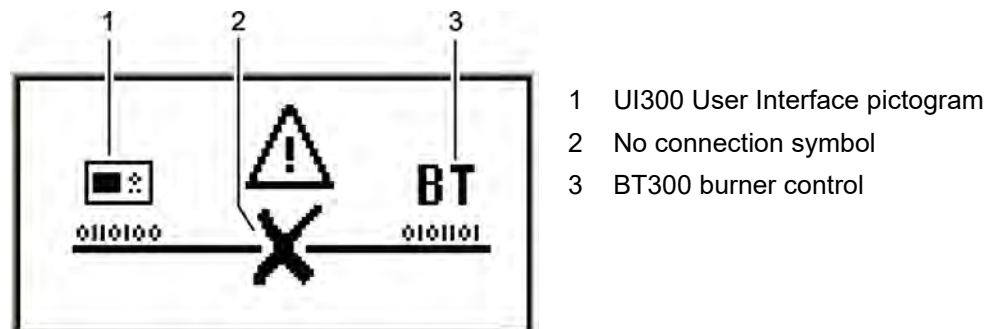 1 2 3
BT
0110100 0101101
1 UI300 User Interface pictogram
2 No connection symbol
3 BT300 burner control